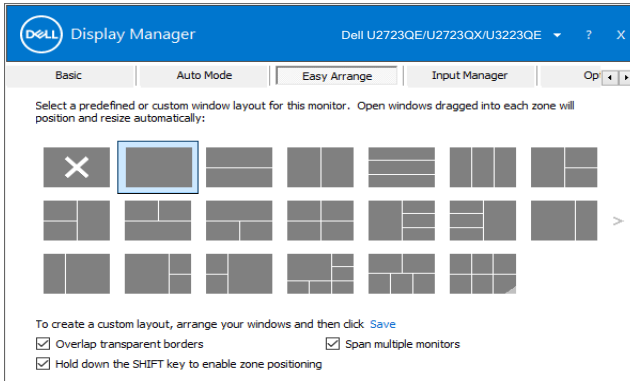 DELL Display Manager Dell U2723QE/U2723QX/U3223QE ? X
Basic Auto Mode Easy Arrange Input Manager Op
Select a predefined or custom window layout for this monitor. Open windows dragged into each zone will
position and resize automatically:
>
To create a custom layout, arrange your windows and then click Save
Overlap transparent borders Span multiple monitors
Hold down the SHIFT key to enable zone positioning